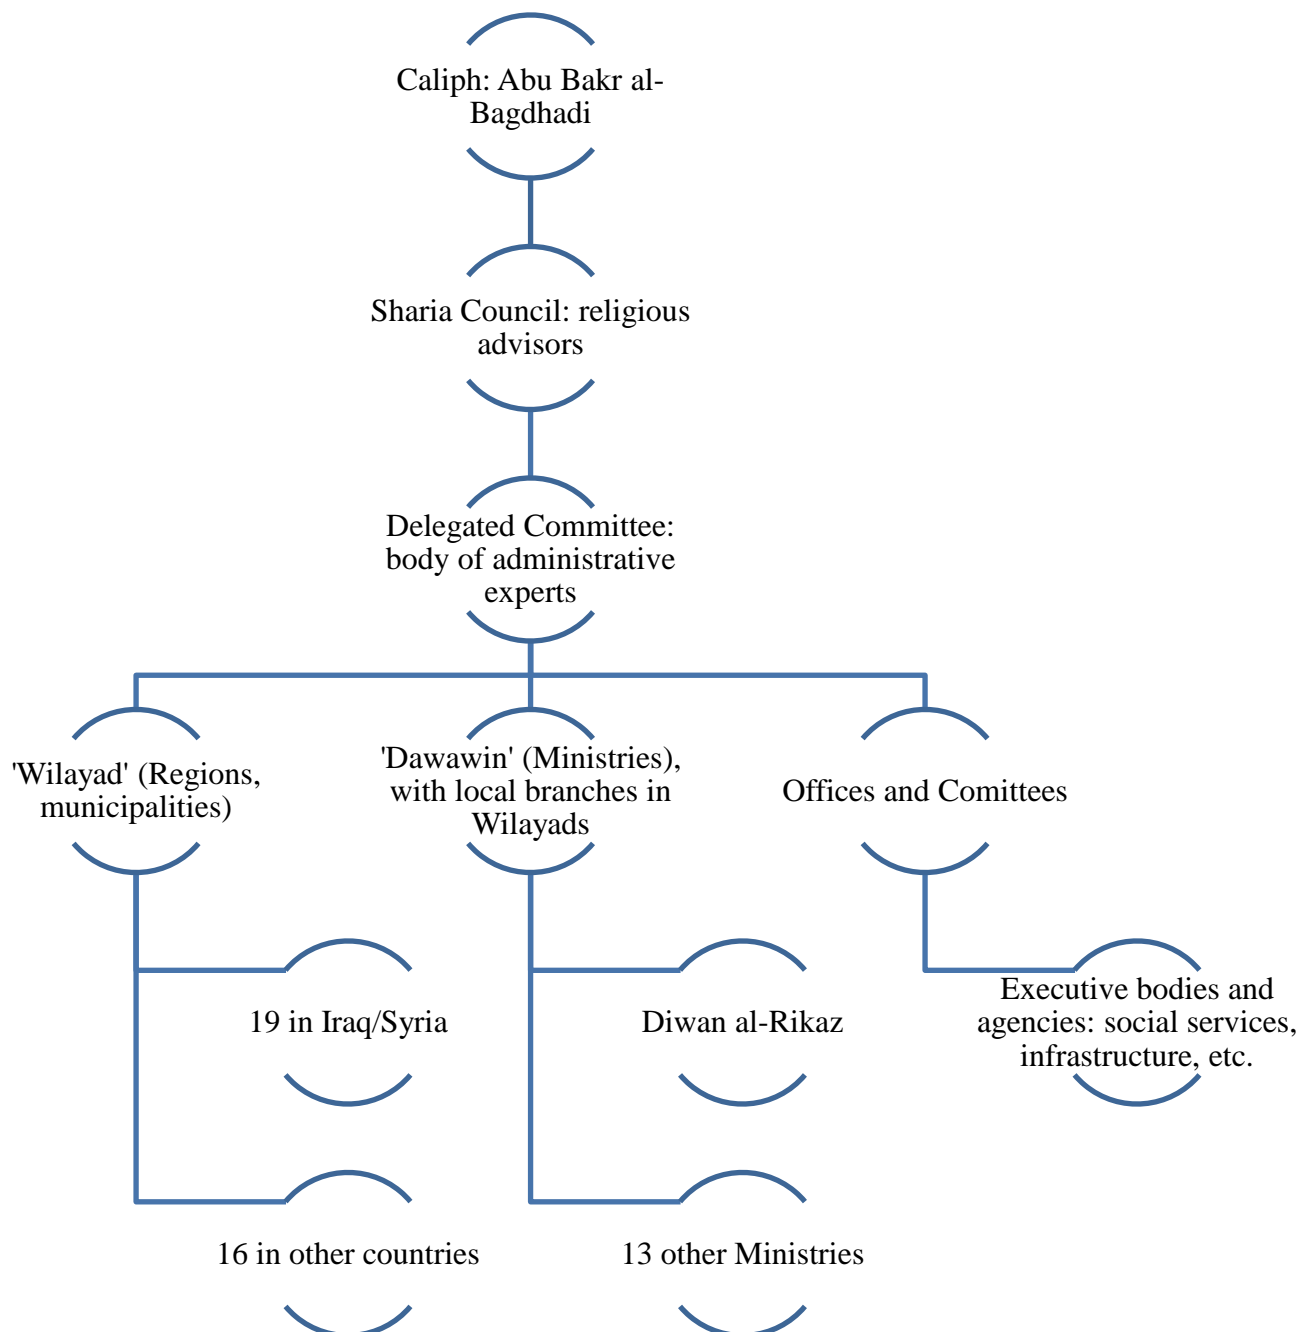 Caliph: Abu Bakr al-
Bagdhadi
Sharia Council: religious
advisors
Delegated Committee:
body of administrative
experts
'Wilayad' (Regions,
municipalities)
'Dawawin' (Ministries),
with local branches in
Wilayads
Offices and Comittees
19 in Iraq/Syria
Diwan al-Rikaz
Executive bodies and
agencies: social services,
infrastructure, etc.
16 in other countries
13 other Ministries